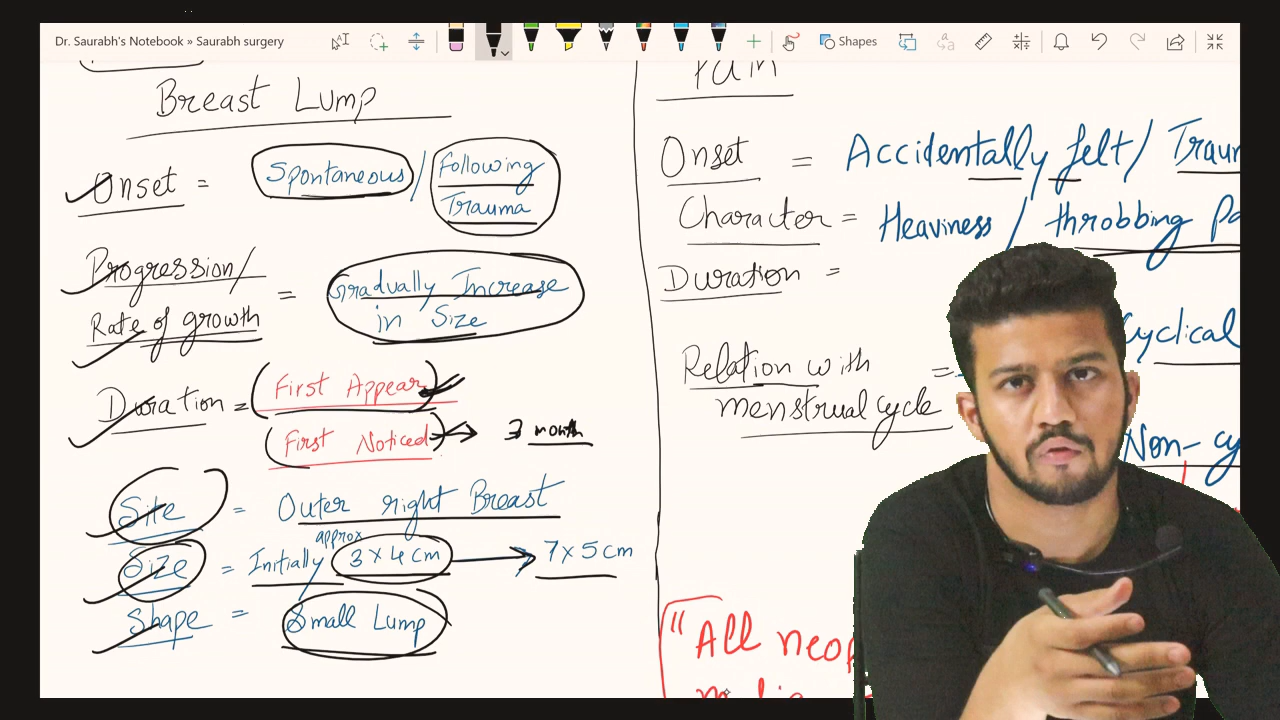 Dr. Saurabh's Notebook » Saurabh surgery
Shapes
Breast Lump
Onset = Spontaneous / Following
Trauma
Progression/
Rate of growth = Gradually Increase
in Size
Duration = (First Appear)
(First Noticed) → 3 month
Site = Outer right Breast
approx
Size = Initially 3 x 4 cm → 7 x 5 cm
Shape = Small Lump
Pain
Onset = Accidentally felt / Traum
Character = Heaviness / throbbing Pa
Duration =
Cyclical
Relation with =
menstrual cycle
Non-cy
"All neop